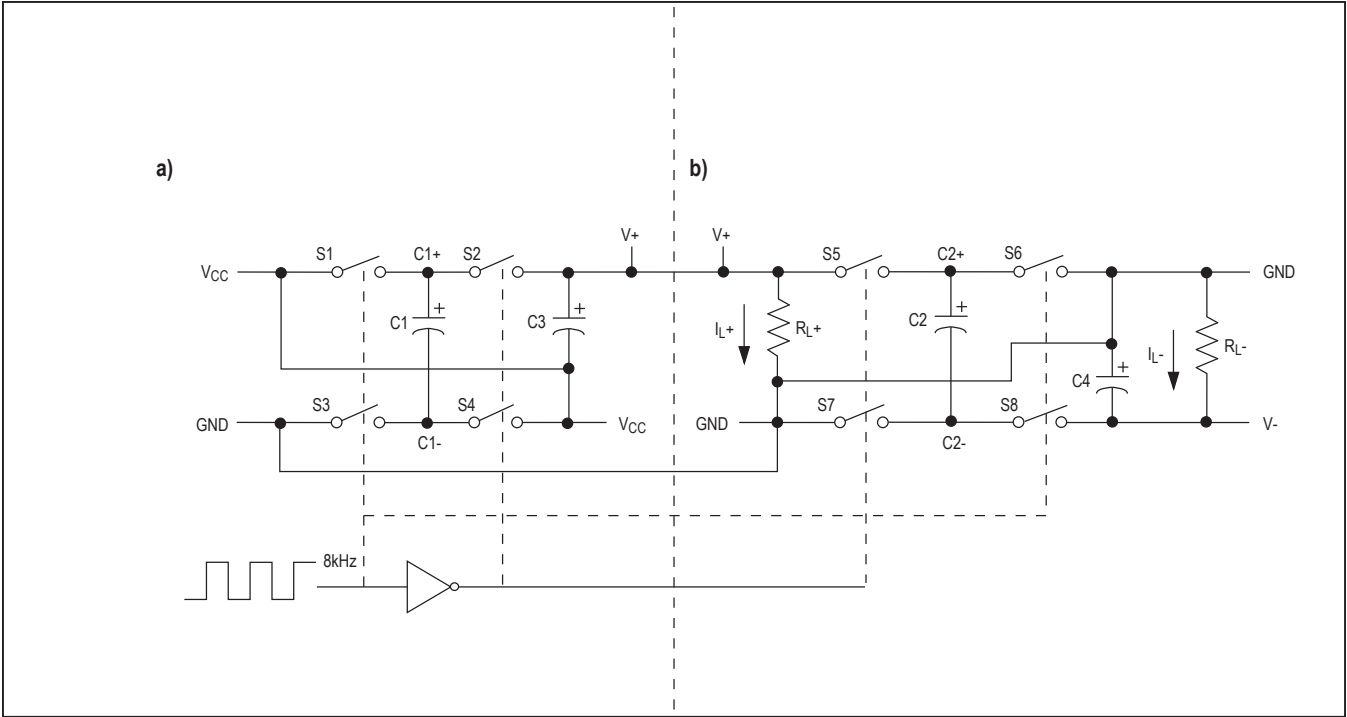 a)
b)
V+
V+
S1
C1+
S2
S5
C2+
S6
VCC
GND
C1
C3
IL+
RL+
C2
IL-
RL-
C4
GND
S3
S4
VCC
GND
S7
S8
V-
C1-
C2-
8kHz
+
+
+
+